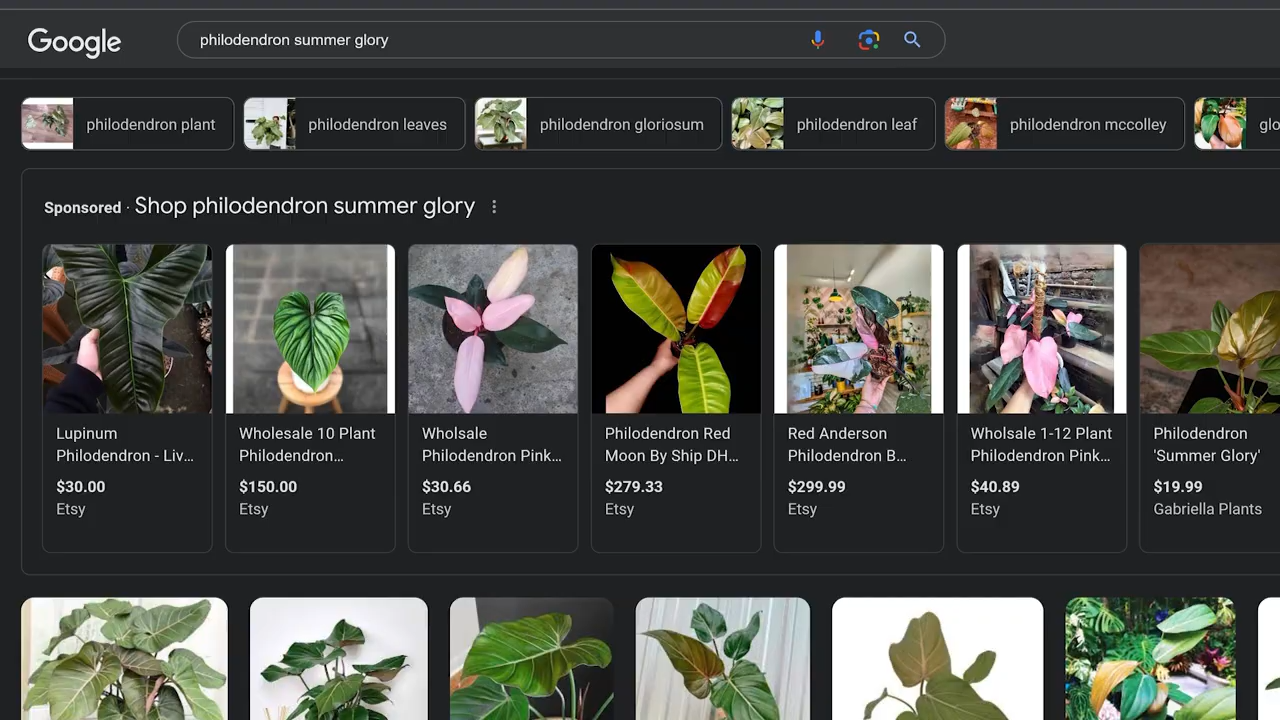 Google
philodendron summer glory
philodendron plant
philodendron leaves
philodendron gloriosum
philodendron leaf
philodendron mccolley
glo
Sponsored · Shop philodendron summer glory
Lupinum
Philodendron - Liv...
$30.00
Etsy
Wholesale 10 Plant
Philodendron...
$150.00
Etsy
Wholsale
Philodendron Pink...
$30.66
Etsy
Philodendron Red
Moon By Ship DH...
$279.33
Etsy
Red Anderson
Philodendron B...
$299.99
Etsy
Wholsale 1-12 Plant
Philodendron Pink...
$40.89
Etsy
Philodendron
'Summer Glory'
$19.99
Gabriella Plants